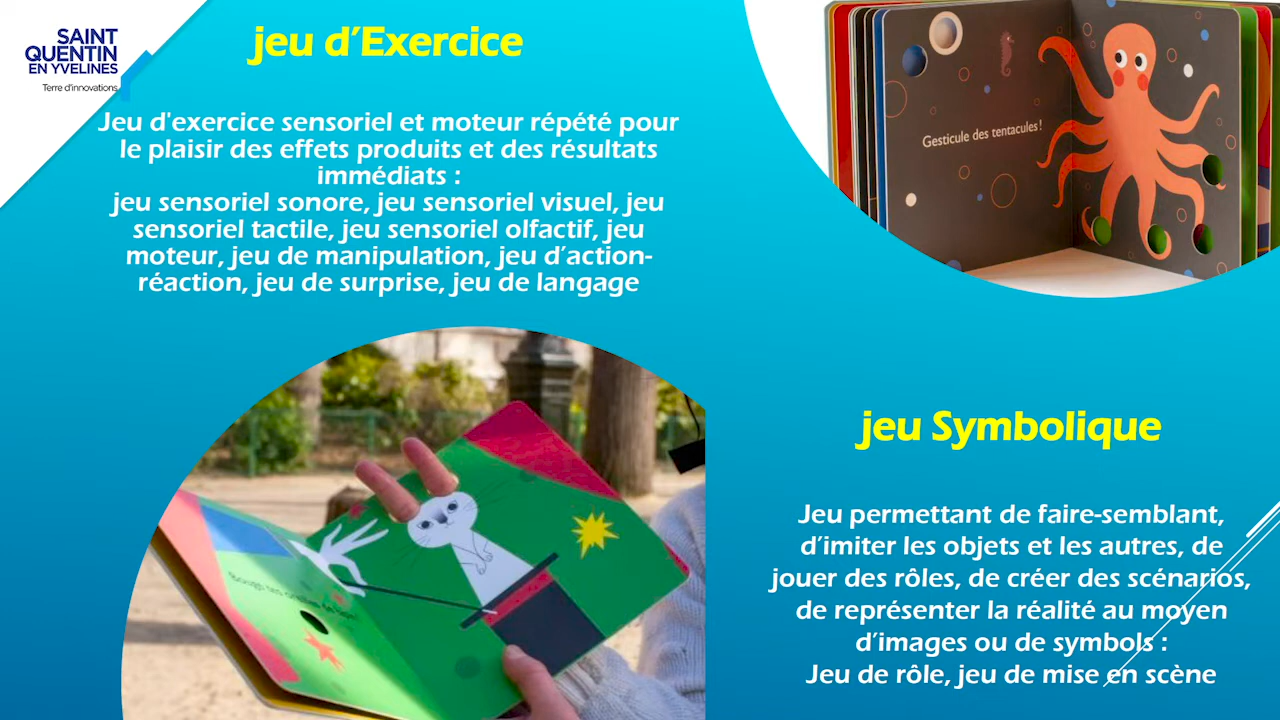 SAINT
QUENTIN
EN YVELINES
Terre d'innovations
jeu d’Exercice
Jeu d'exercice sensoriel et moteur répété pour
le plaisir des effets produits et des résultats
immédiats :
jeu sensoriel sonore, jeu sensoriel visuel, jeu
sensoriel tactile, jeu sensoriel olfactif, jeu
moteur, jeu de manipulation, jeu d’action-
réaction, jeu de surprise, jeu de langage
Gesticule des tentacules !
jeu Symbolique
Jeu permettant de faire-semblant,
d’imiter les objets et les autres, de
jouer des rôles, de créer des scénarios,
de représenter la réalité au moyen
d’images ou de symbols :
Jeu de rôle, jeu de mise en scène